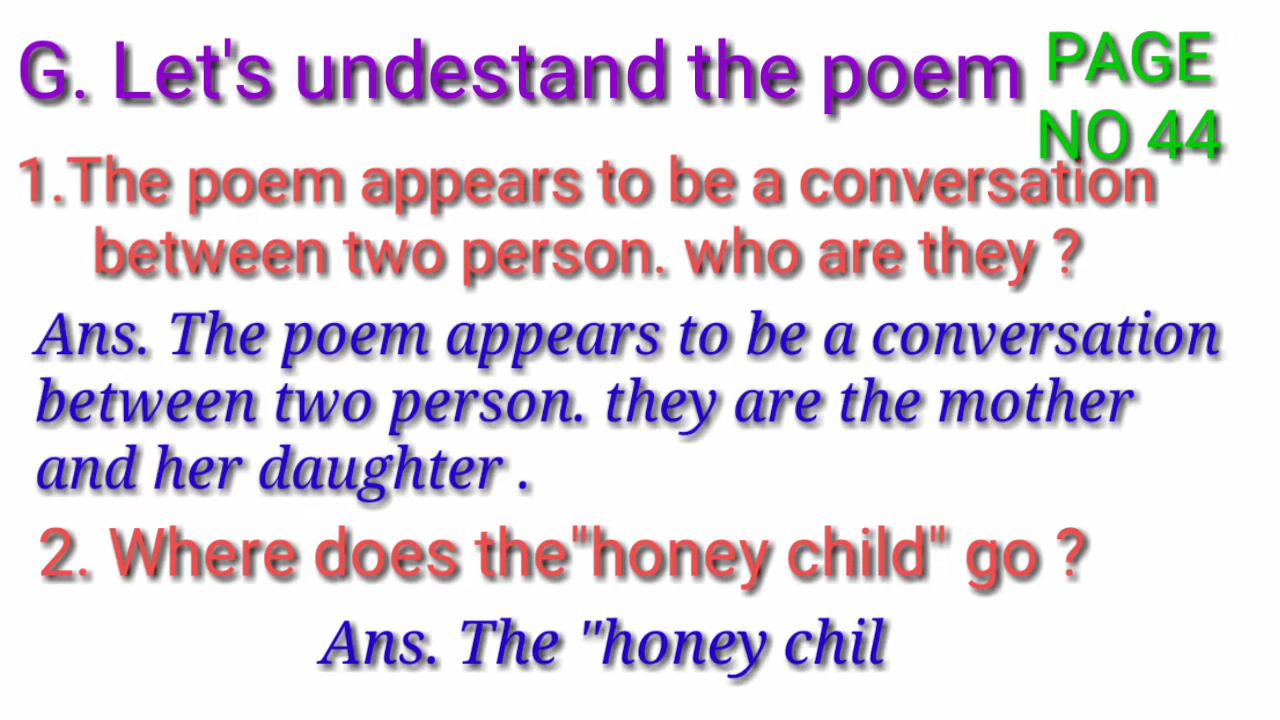 G. Let's undestand the poem
PAGE
NO 44
1.The poem appears to be a conversation
between two person. who are they ?
Ans. The poem appears to be a conversation
between two person. they are the mother
and her daughter .
2. Where does the"honey child" go ?
Ans. The "honey chil